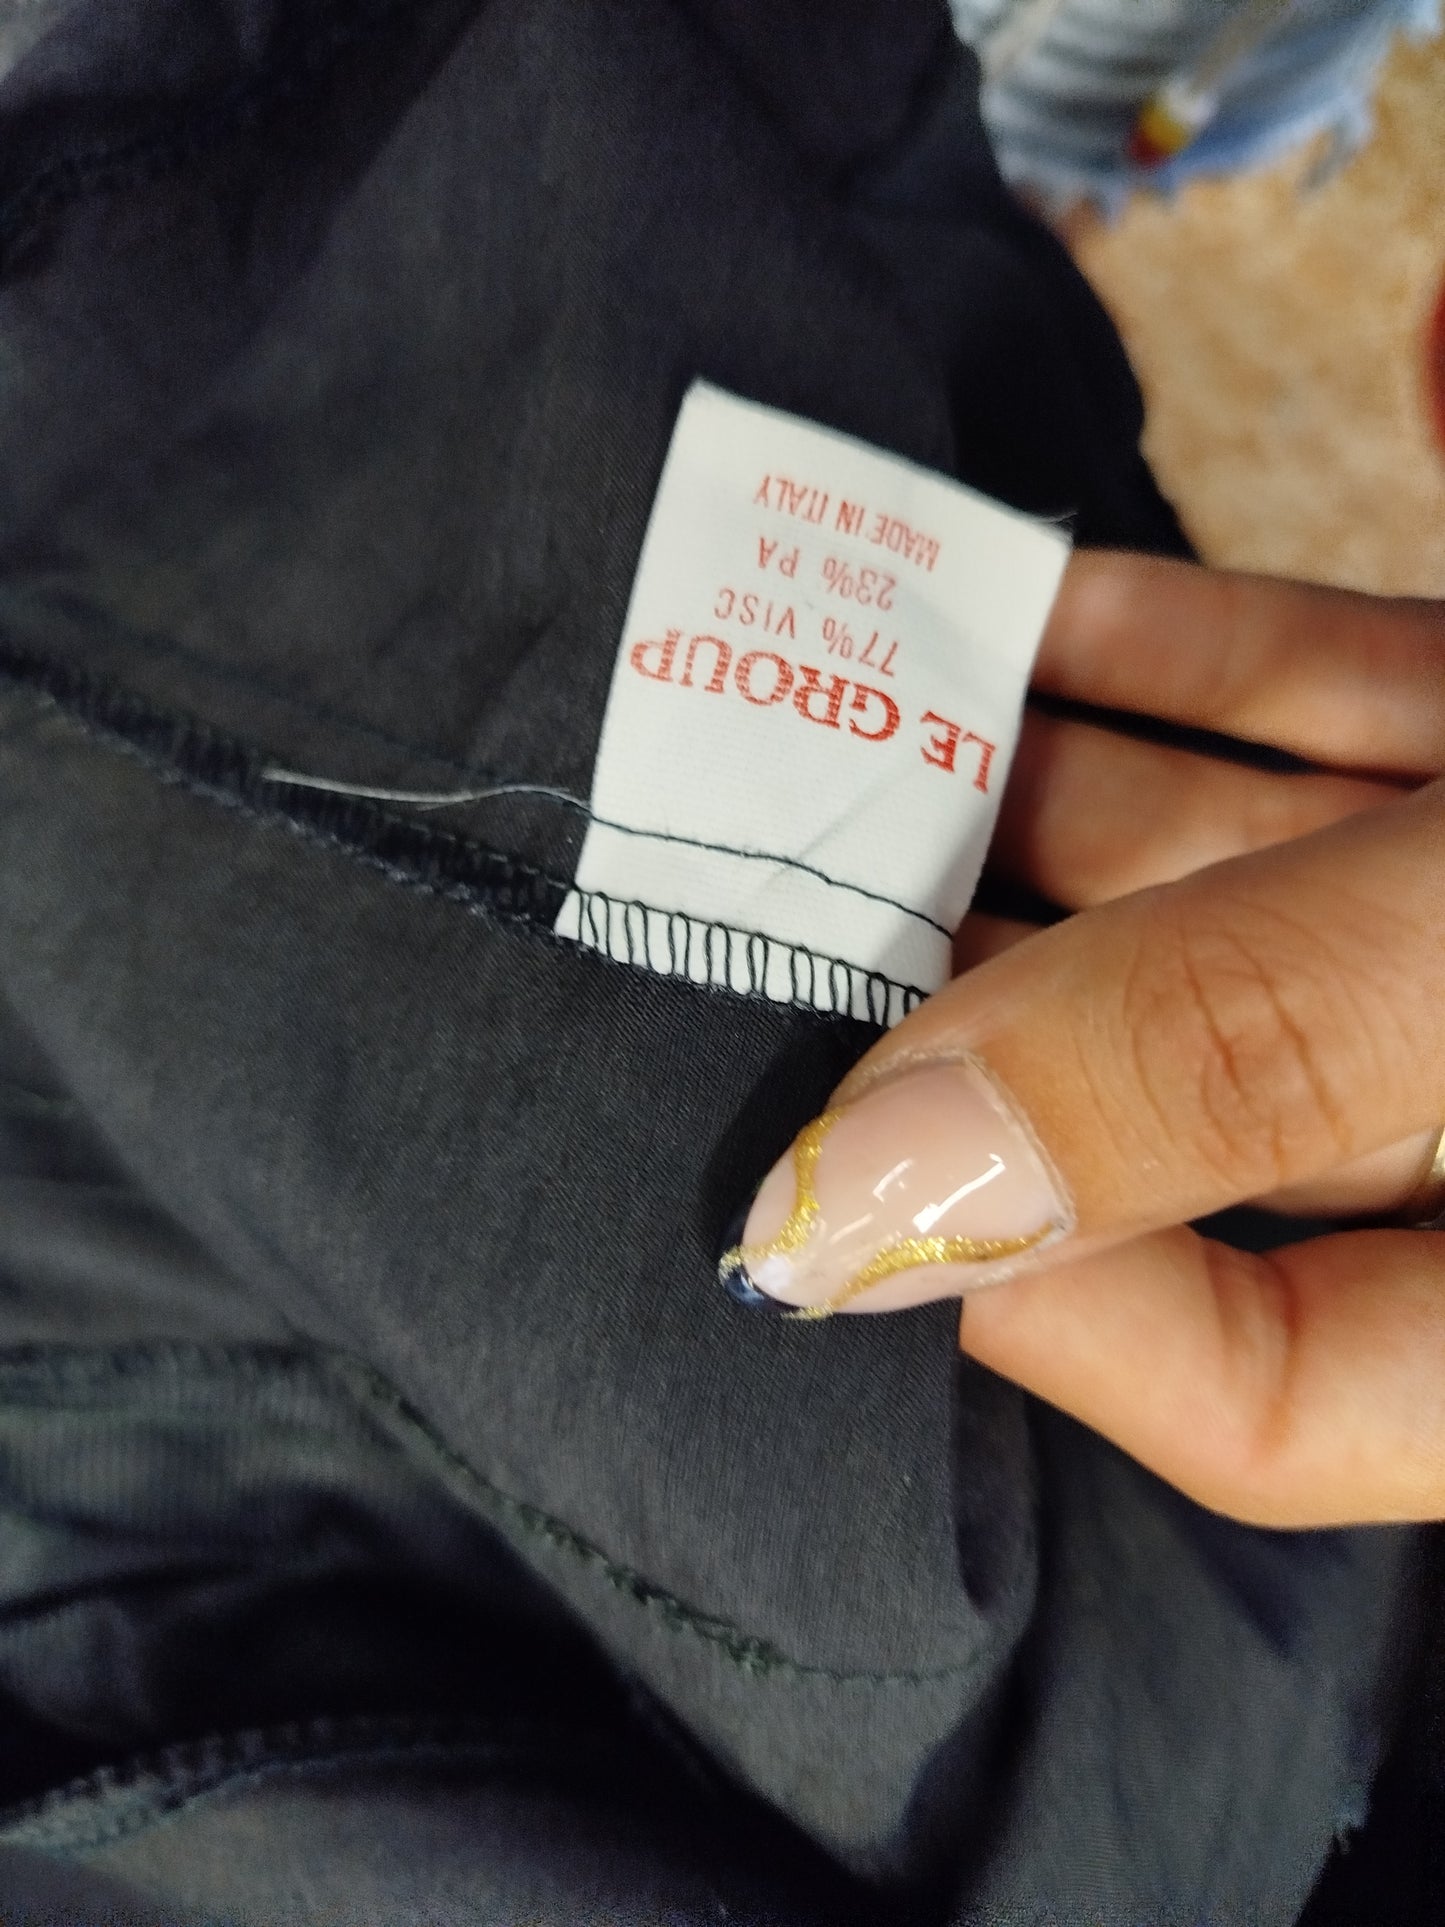 LE GROUP
77% VISC
23% PA
MADE IN ITALY